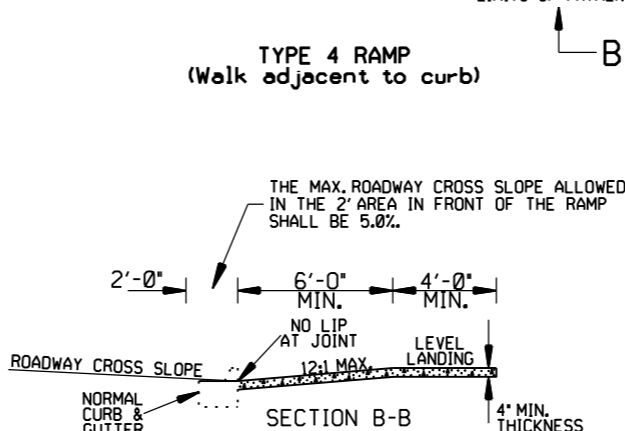 B
TYPE 4 RAMP
(Walk adjacent to curb)
THE MAX. ROADWAY CROSS SLOPE ALLOWED
IN THE 2' AREA IN FRONT OF THE RAMP
SHALL BE 5.0%.
2'-0" 6'-0" 4'-0"
MIN. MIN.
NO LIP
AT JOINT
LEVEL
LANDING
ROADWAY CROSS SLOPE
12:1 MAX.
NORMAL
CURB &
GUTTER
SECTION B-B
4" MIN.
THICKNESS